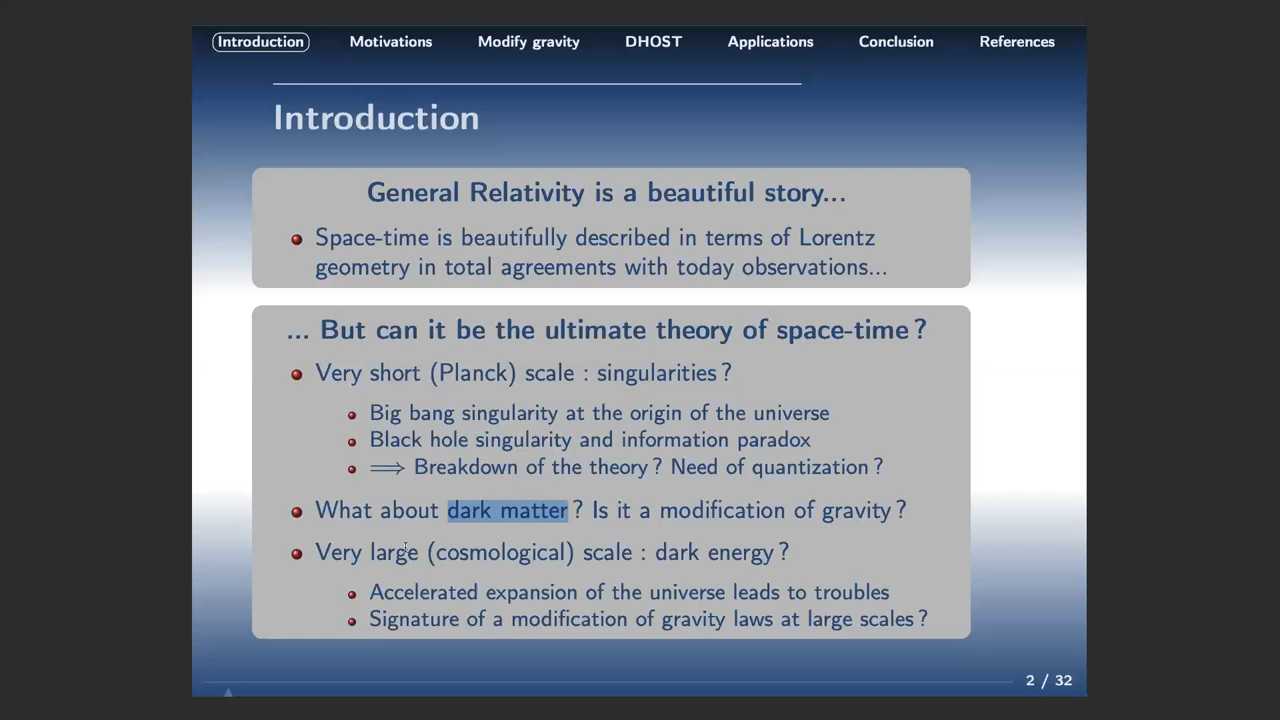 Introduction Motivations Modify gravity DHOST Applications Conclusion References
Introduction
General Relativity is a beautiful story...
Space-time is beautifully described in terms of Lorentz
geometry in total agreements with today observations...
... But can it be the ultimate theory of space-time ?
Very short (Planck) scale : singularities ?
Big bang singularity at the origin of the universe
Black hole singularity and information paradox
⟹ Breakdown of the theory ? Need of quantization ?
What about dark matter ? Is it a modification of gravity ?
Very large (cosmological) scale : dark energy ?
Accelerated expansion of the universe leads to troubles
Signature of a modification of gravity laws at large scales ?
2 / 32